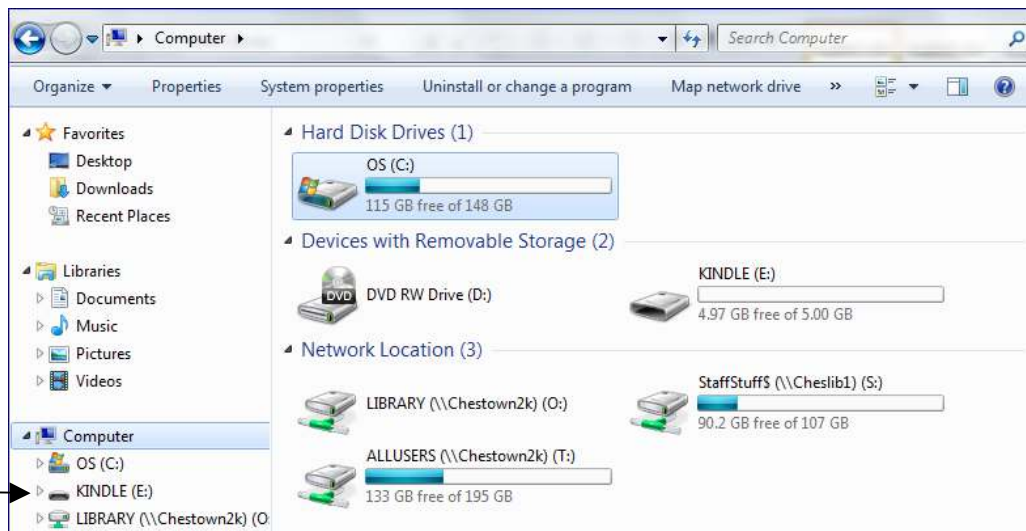 Computer
Search Computer
Organize Properties System properties Uninstall or change a program Map network drive »
Favorites
Desktop
Downloads
Recent Places
Libraries
Documents
Music
Pictures
Videos
Computer
OS (C:)
KINDLE (E:)
LIBRARY (\\Chestown2k) (O
Hard Disk Drives (1)
OS (C:)
115 GB free of 148 GB
Devices with Removable Storage (2)
DVD
DVD RW Drive (D:)
KINDLE (E:)
4.97 GB free of 5.00 GB
Network Location (3)
LIBRARY (\\Chestown2k) (O:)
StaffStuff$ (\\Cheslib1) (S:)
90.2 GB free of 107 GB
ALLUSERS (\\Chestown2k) (T:)
133 GB free of 195 GB